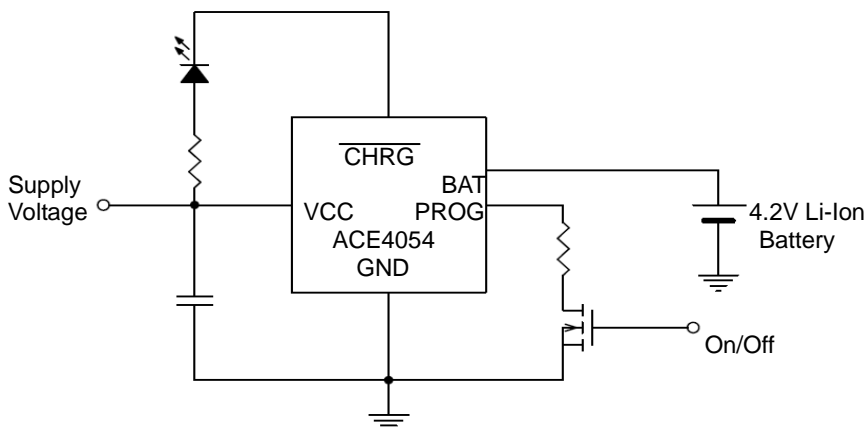 CHRG
Supply
Voltage
BAT
VCC PROG
ACE4054
GND
4.2V Li-Ion
Battery
On/Off